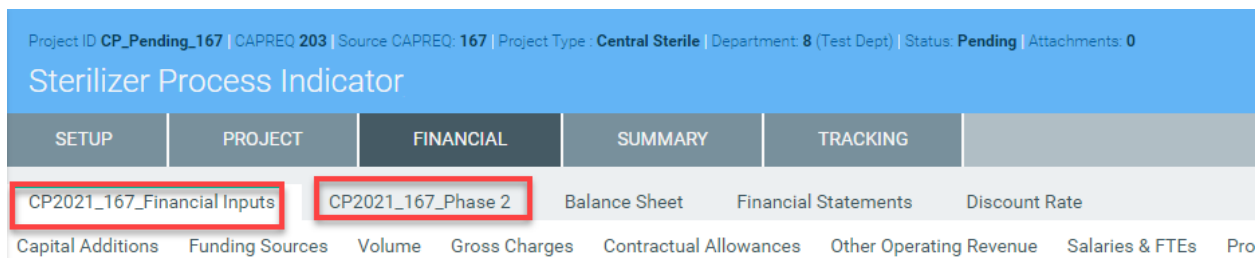 Project ID CP_Pending_167 | CAPREQ 203 | Source CAPREQ: 167 | Project Type : Central Sterile | Department: 8 (Test Dept) | Status: Pending | Attachments: 0
Sterilizer Process Indicator
SETUP PROJECT FINANCIAL SUMMARY TRACKING
CP2021_167_Financial Inputs CP2021_167_Phase 2 Balance Sheet Financial Statements Discount Rate
Capital Additions Funding Sources Volume Gross Charges Contractual Allowances Other Operating Revenue Salaries & FTEs Pro